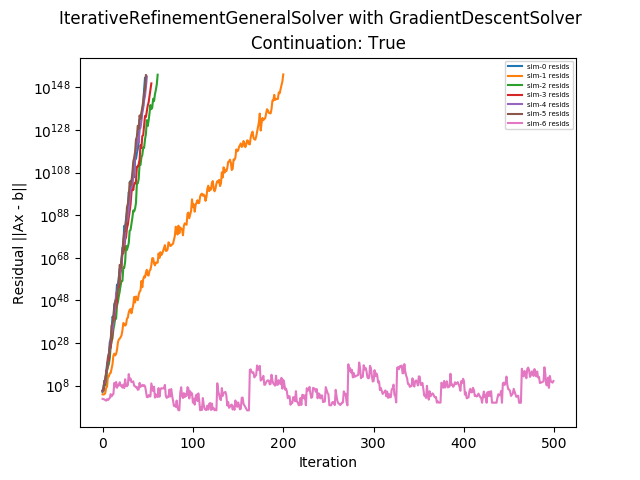 IterativeRefinementGeneralSolver with GradientDescentSolver
Continuation: True
sim-0 resids
sim-1 resids
sim-2 resids
sim-3 resids
sim-4 resids
sim-5 resids
sim-6 resids
Residual ||Ax - b||
10^148
10^128
10^108
10^88
10^68
10^48
10^28
10^8
0 100 200 300 400 500
Iteration